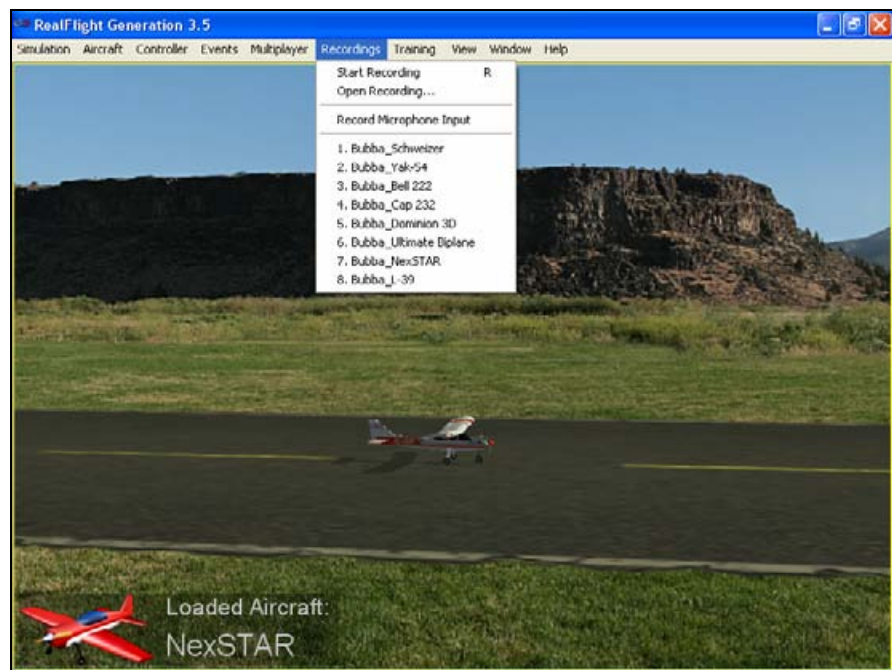 RealFlight Generation 3.5
Simulation Aircraft Controller Events Multiplayer Recordings Training View Window Help
Start Recording R
Open Recording...
Record Microphone Input
1. Bubba_Schweizer
2. Bubba_Yak-54
3. Bubba_Bell 222
4. Bubba_Cap 232
5. Bubba_Dominion 3D
6. Bubba_Ultimate Biplane
7. Bubba_NexSTAR
8. Bubba_L-39
Loaded Aircraft:
NexSTAR